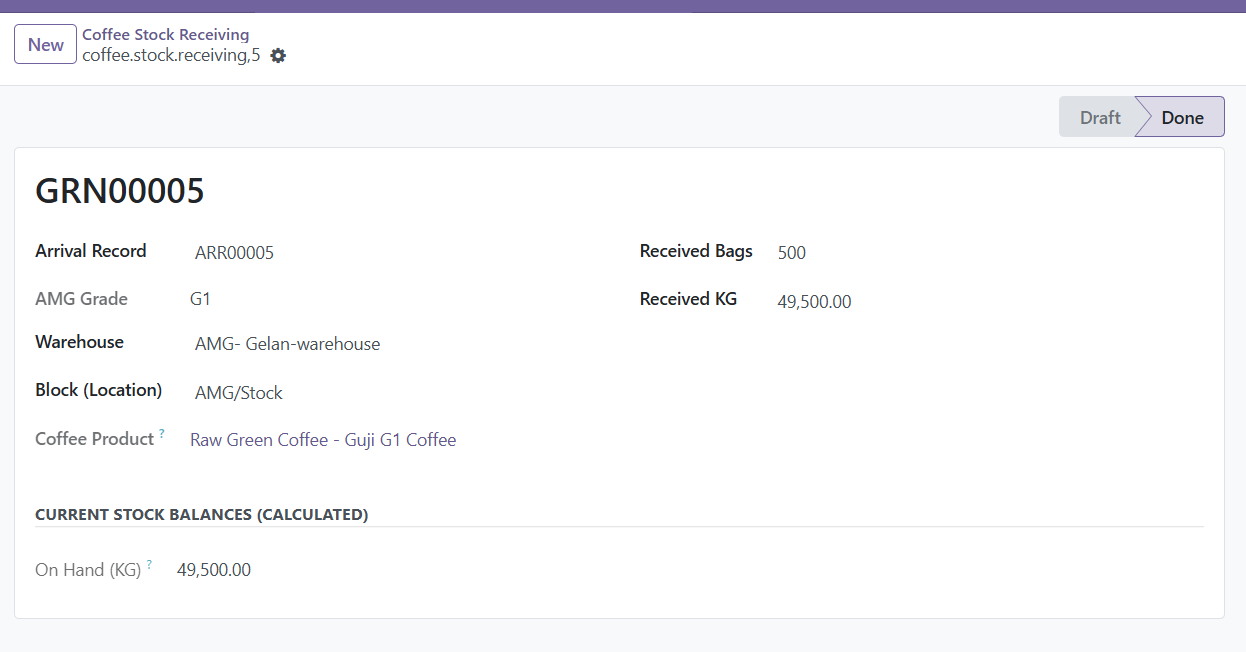 New
Coffee Stock Receiving
coffee.stock.receiving,5
Draft
Done
GRN00005
Arrival Record ARR00005
Received Bags 500
AMG Grade G1
Received KG 49,500.00
Warehouse AMG- Gelan-warehouse
Block (Location) AMG/Stock
Coffee Product ? Raw Green Coffee - Guji G1 Coffee
CURRENT STOCK BALANCES (CALCULATED)
On Hand (KG) ? 49,500.00